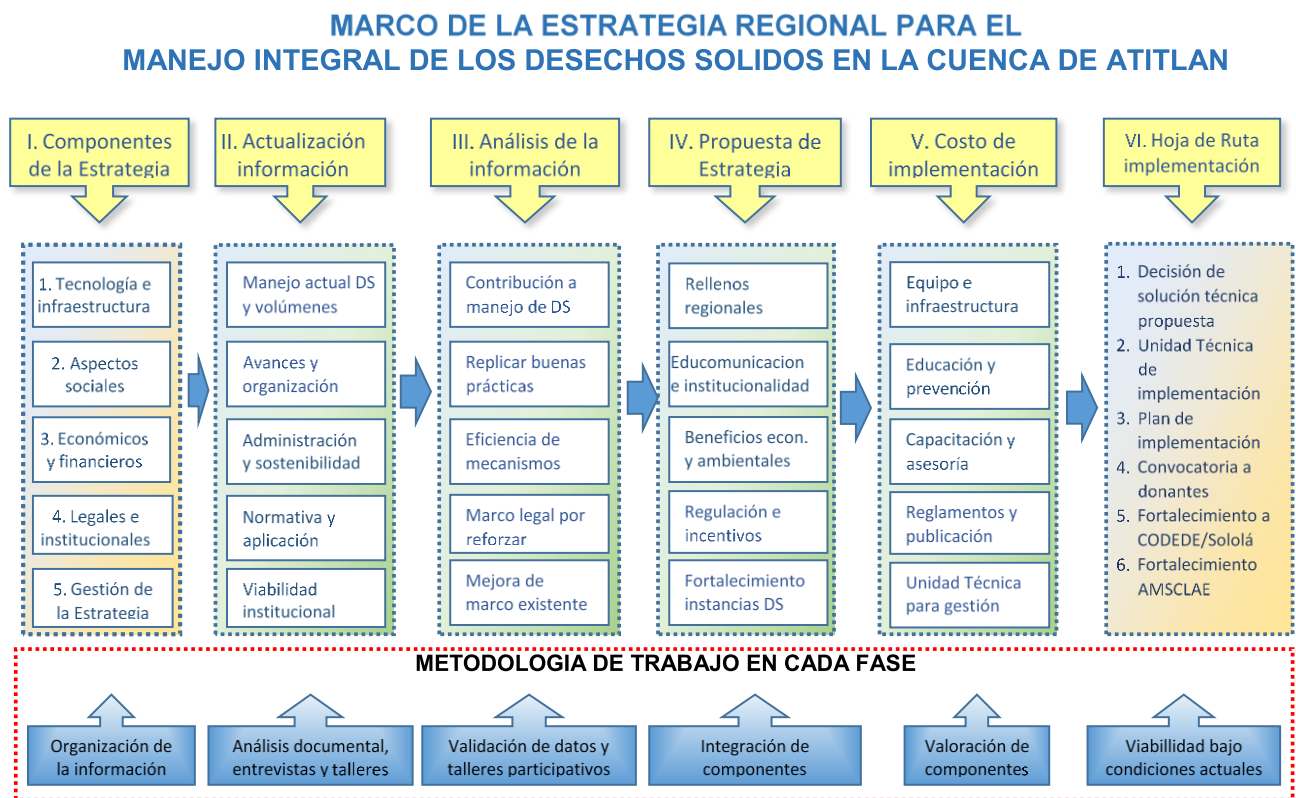 MARCO DE LA ESTRATEGIA REGIONAL PARA EL
MANEJO INTEGRAL DE LOS DESECHOS SOLIDOS EN LA CUENCA DE ATITLAN
I. Componentes
de la Estrategia
II. Actualización
información
III. Análisis de la
información
IV. Propuesta de
Estrategia
V. Costo de
implementación
VI. Hoja de Ruta
implementación
1. Tecnología e
infraestructura
2. Aspectos
sociales
3. Económicos
y financieros
4. Legales e
institucionales
5. Gestión de
la Estrategia
Manejo actual DS
y volúmenes
Avances y
organización
Administración
y sostenibilidad
Normativa y
aplicación
Viabilidad
institucional
Contribución a
manejo de DS
Replicar buenas
prácticas
Eficiencia de
mecanismos
Marco legal por
reforzar
Mejora de
marco existente
Rellenos
regionales
Educomunicacion
e institucionalidad
Beneficios econ.
y ambientales
Regulación e
incentivos
Fortalecimiento
instancias DS
Equipo e
infraestructura
Educación y
prevención
Capacitación y
asesoría
Reglamentos y
publicación
Unidad Técnica
para gestión
1. Decisión de
solución técnica
propuesta
2. Unidad Técnica
de
implementación
3. Plan de
implementación
4. Convocatoria a
donantes
5. Fortalecimiento a
CODEDE/Sololá
6. Fortalecimiento
AMSCLAE
METODOLOGIA DE TRABAJO EN CADA FASE
Organización de
la información
Análisis documental,
entrevistas y talleres
Validación de datos y
talleres participativos
Integración de
componentes
Valoración de
componentes
Viabillidad bajo
condiciones actuales